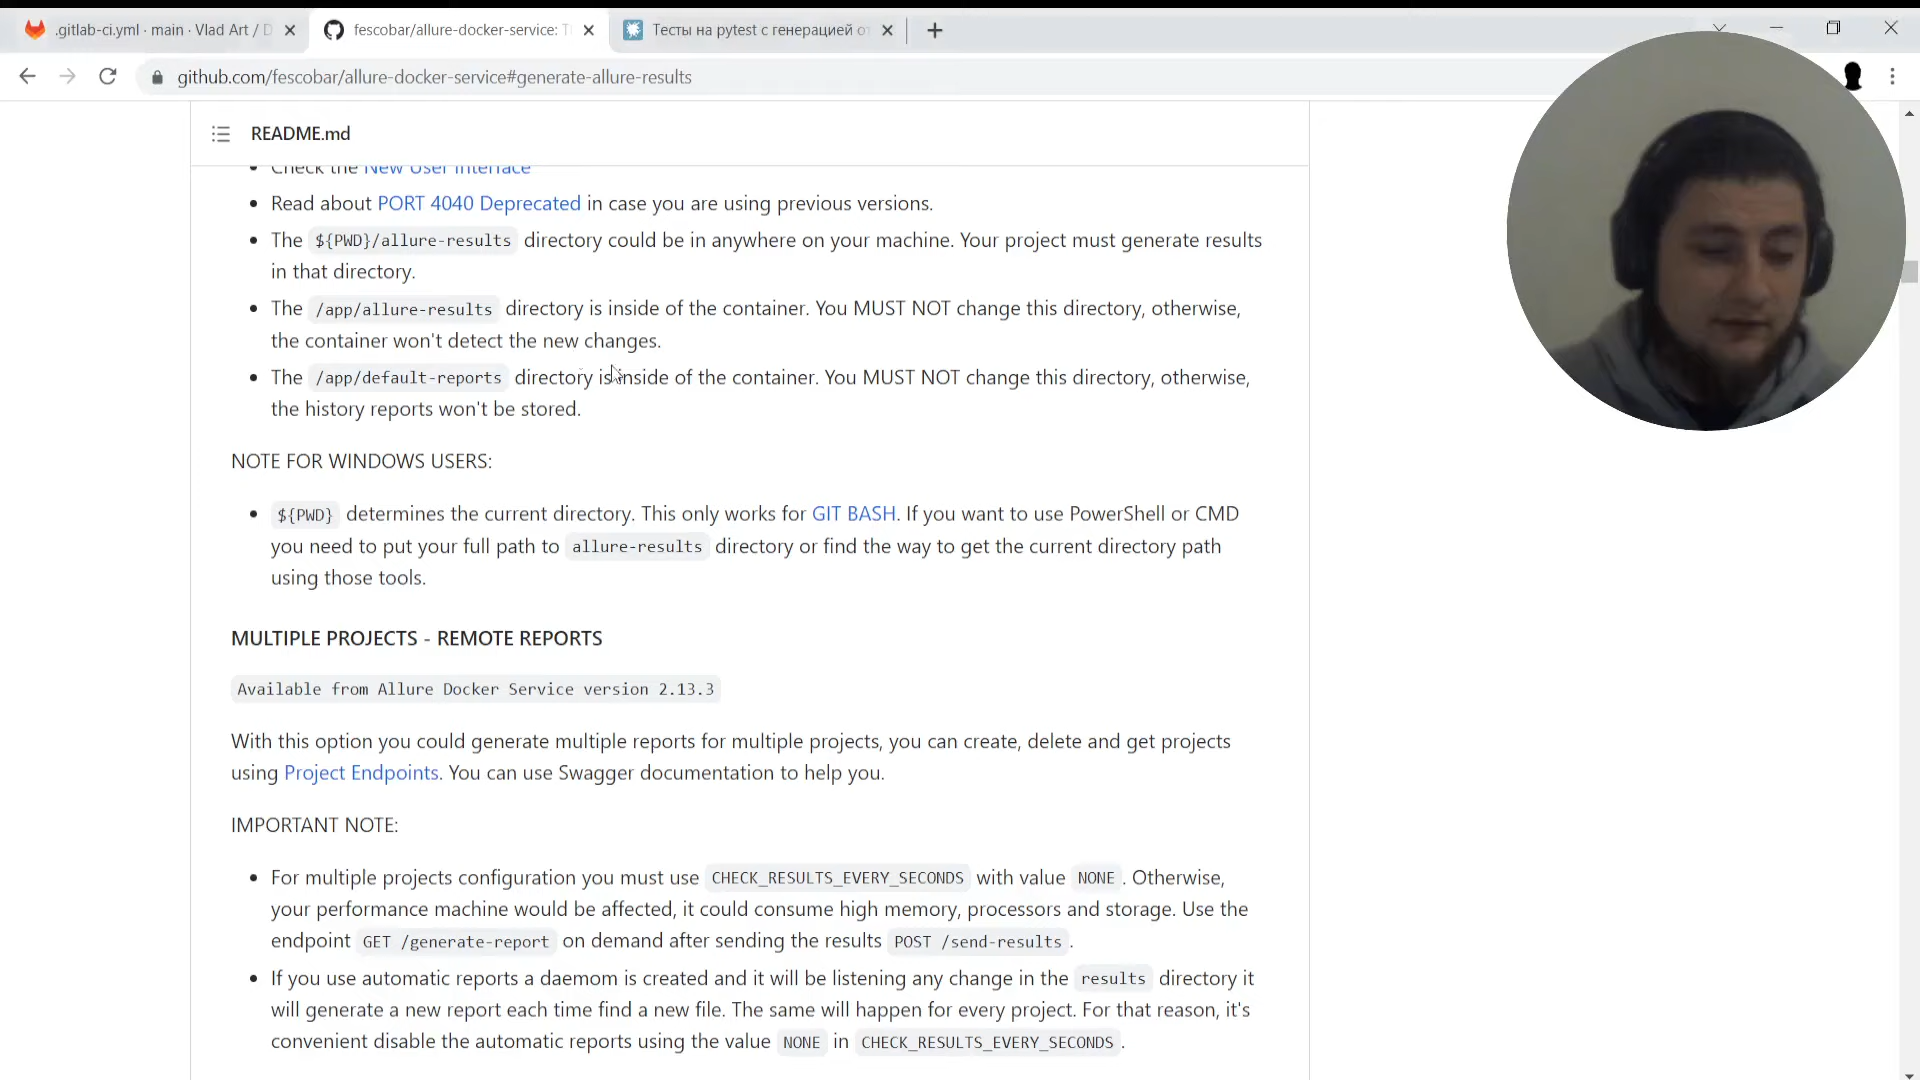 .gitlab-ci.yml · main · Vlad Art / D
fescobar/allure-docker-service: Th
Тесты на pytest с генерацией от
github.com/fescobar/allure-docker-service#generate-allure-results
README.md
Check the New User Interface
Read about PORT 4040 Deprecated in case you are using previous versions.
The ${PWD}/allure-results directory could be in anywhere on your machine. Your project must generate results
in that directory.
The /app/allure-results directory is inside of the container. You MUST NOT change this directory, otherwise,
the container won't detect the new changes.
The /app/default-reports directory is inside of the container. You MUST NOT change this directory, otherwise,
the history reports won't be stored.
NOTE FOR WINDOWS USERS:
${PWD} determines the current directory. This only works for GIT BASH. If you want to use PowerShell or CMD
you need to put your full path to allure-results directory or find the way to get the current directory path
using those tools.
MULTIPLE PROJECTS - REMOTE REPORTS
Available from Allure Docker Service version 2.13.3
With this option you could generate multiple reports for multiple projects, you can create, delete and get projects
using Project Endpoints. You can use Swagger documentation to help you.
IMPORTANT NOTE:
For multiple projects configuration you must use CHECK_RESULTS_EVERY_SECONDS with value NONE. Otherwise,
your performance machine would be affected, it could consume high memory, processors and storage. Use the
endpoint GET /generate-report on demand after sending the results POST /send-results.
If you use automatic reports a daemom is created and it will be listening any change in the results directory it
will generate a new report each time find a new file. The same will happen for every project. For that reason, it's
convenient disable the automatic reports using the value NONE in CHECK_RESULTS_EVERY_SECONDS.